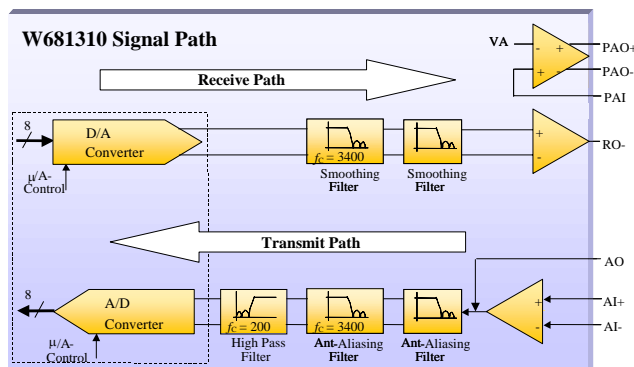 W681310 Signal Path
VA
- +
+ -
PAO+
PAO-
PAI
Receive Path
8
D/A
Converter
μ/A-
Control
fc = 3400
Smoothing
Filter
Smoothing
Filter
+
-
RO-
Transmit Path
AO
8
A/D
Converter
μ/A-
Control
fc = 200
High Pass
Filter
fc = 3400
Ant-Aliasing
Filter
Ant-Aliasing
Filter
+
-
AI+
AI-